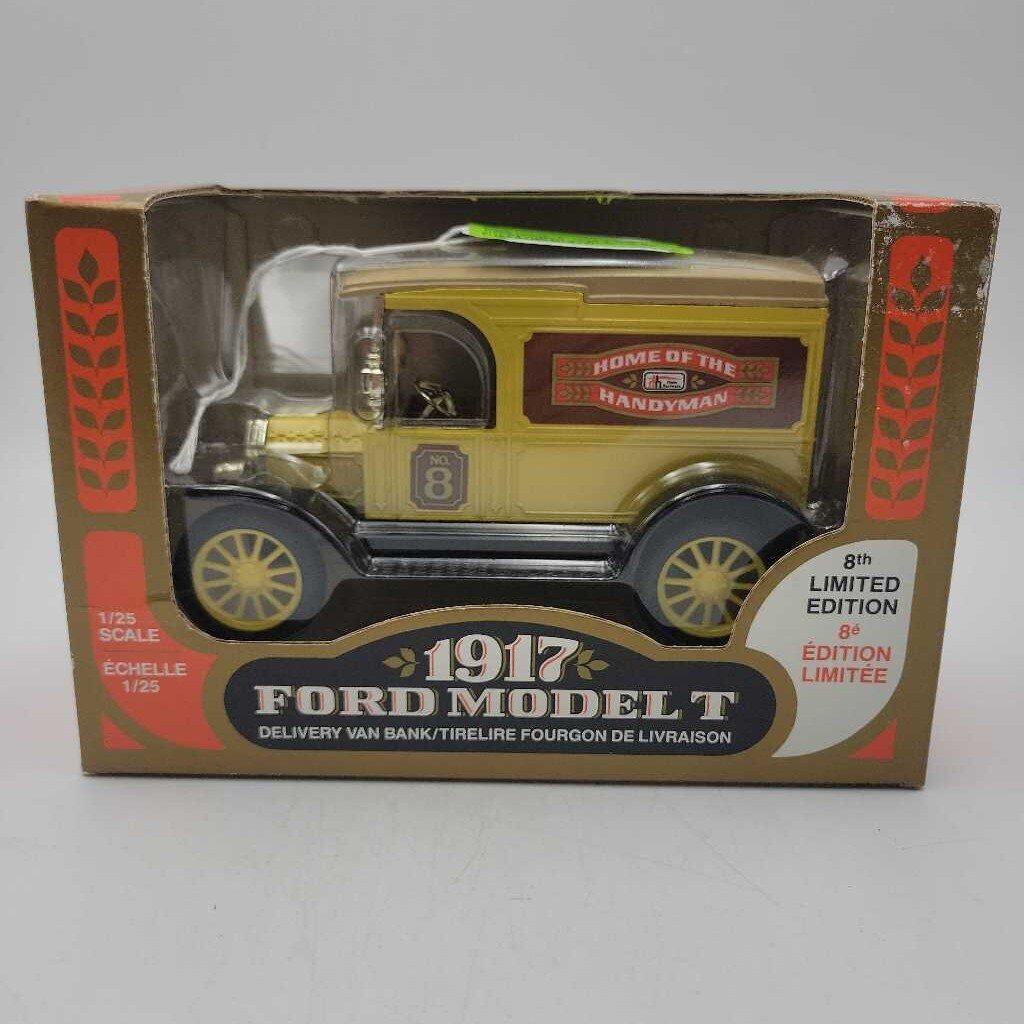 HOME OF THE
HANDYMAN
NO.
8
1/25
SCALE
ÉCHELLE
1/25
8th
LIMITED
EDITION
8e
ÉDITION
LIMITÉE
1917
FORD MODEL T
DELIVERY VAN BANK/TIRELIRE FOURGON DE LIVRAISON